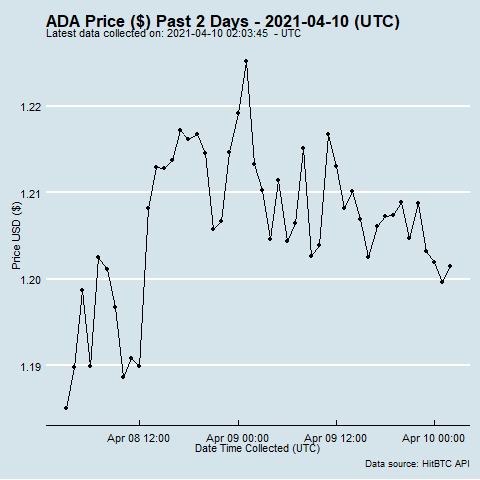 ADA Price ($) Past 2 Days - 2021-04-10 (UTC)
Latest data collected on: 2021-04-10 02:03:45  - UTC
Price USD ($)
1.22
1.21
1.20
1.19
Apr 08 12:00
Apr 09 00:00
Apr 09 12:00
Apr 10 00:00
Date Time Collected (UTC)
Data source: HitBTC API